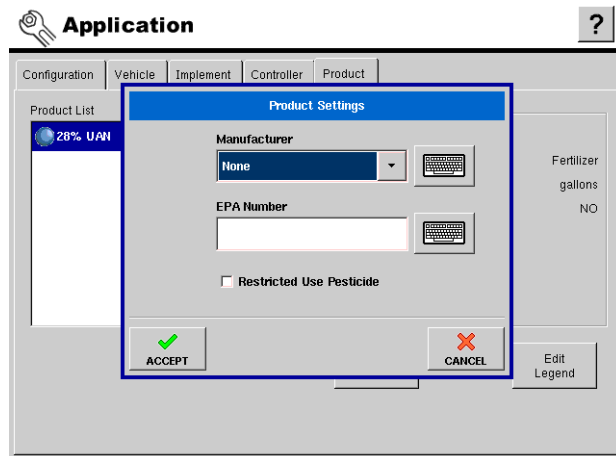 Application
?
Configuration Vehicle Implement Controller Product
Product List
28% UAN
Fertilizer
gallons
NO
Product Settings
Manufacturer
None
EPA Number
Restricted Use Pesticide
ACCEPT
CANCEL
Edit
Legend